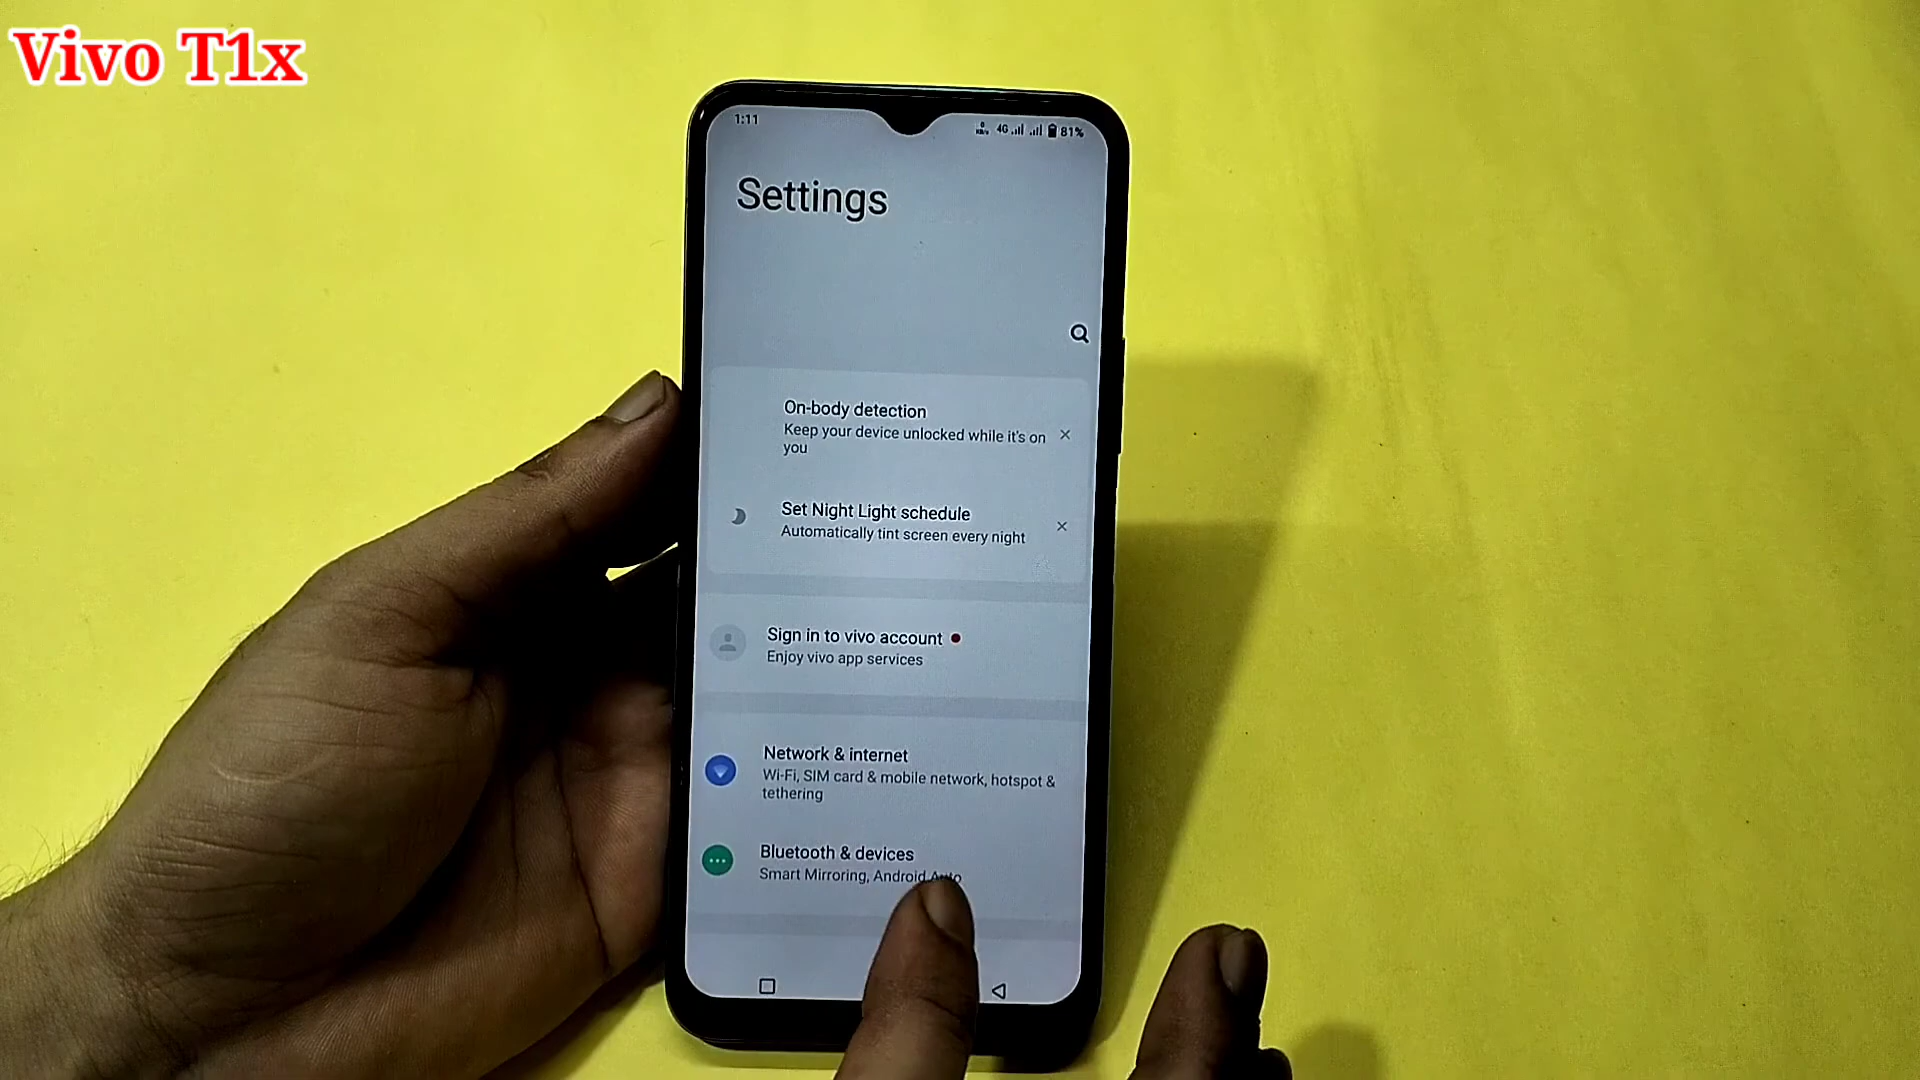 Vivo T1x
1:11
4G 81%
Settings
On-body detection
Keep your device unlocked while it's on
you
Set Night Light schedule
Automatically tint screen every night
Sign in to vivo account
Enjoy vivo app services
Network & internet
Wi-Fi, SIM card & mobile network, hotspot &
tethering
Bluetooth & devices
Smart Mirroring, Android Auto